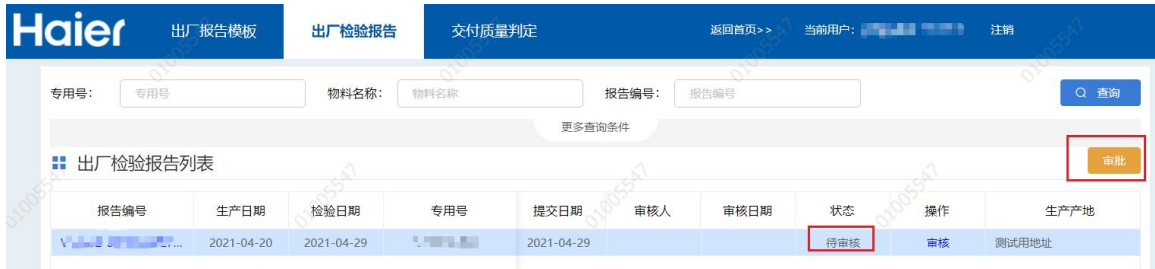 Haier 出厂报告模板 出厂检验报告 交付质量判定 返回首页>> 当前用户: 注销
专用号: 专用号 物料名称: 物料名称 报告编号: 报告编号 查询
更多查询条件
出厂检验报告列表 审批
报告编号 生产日期 检验日期 专用号 提交日期 审核人 审核日期 状态 操作 生产产地
2021-04-20 2021-04-29 2021-04-29 待审核 审核 测试用地址
01005547